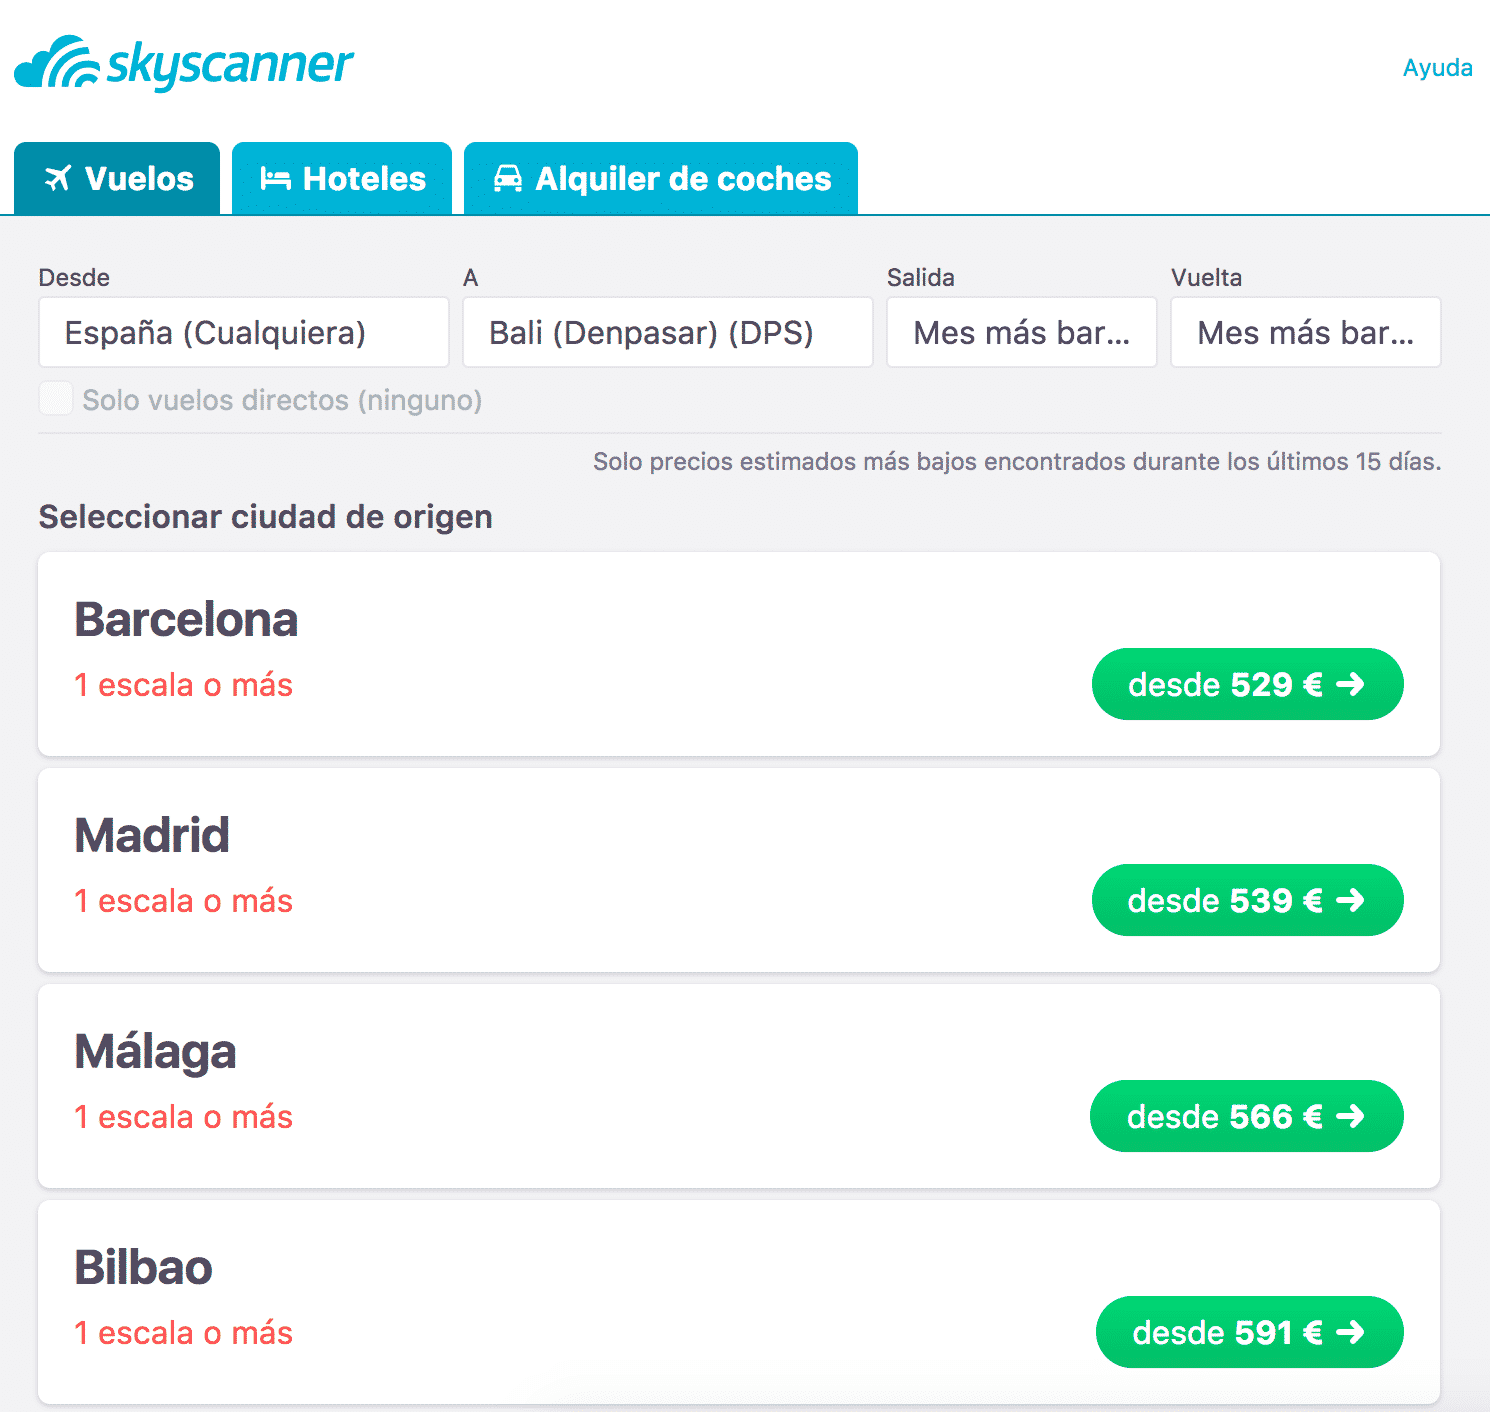 skyscanner
Ayuda
Vuelos
Hoteles
Alquiler de coches
Desde
A
Salida
Vuelta
España (Cualquiera)
Bali (Denpasar) (DPS)
Mes más bar...
Mes más bar...
Solo vuelos directos (ninguno)
Solo precios estimados más bajos encontrados durante los últimos 15 días.
Seleccionar ciudad de origen
Barcelona
1 escala o más
desde 529 € →
Madrid
1 escala o más
desde 539 € →
Málaga
1 escala o más
desde 566 € →
Bilbao
1 escala o más
desde 591 € →